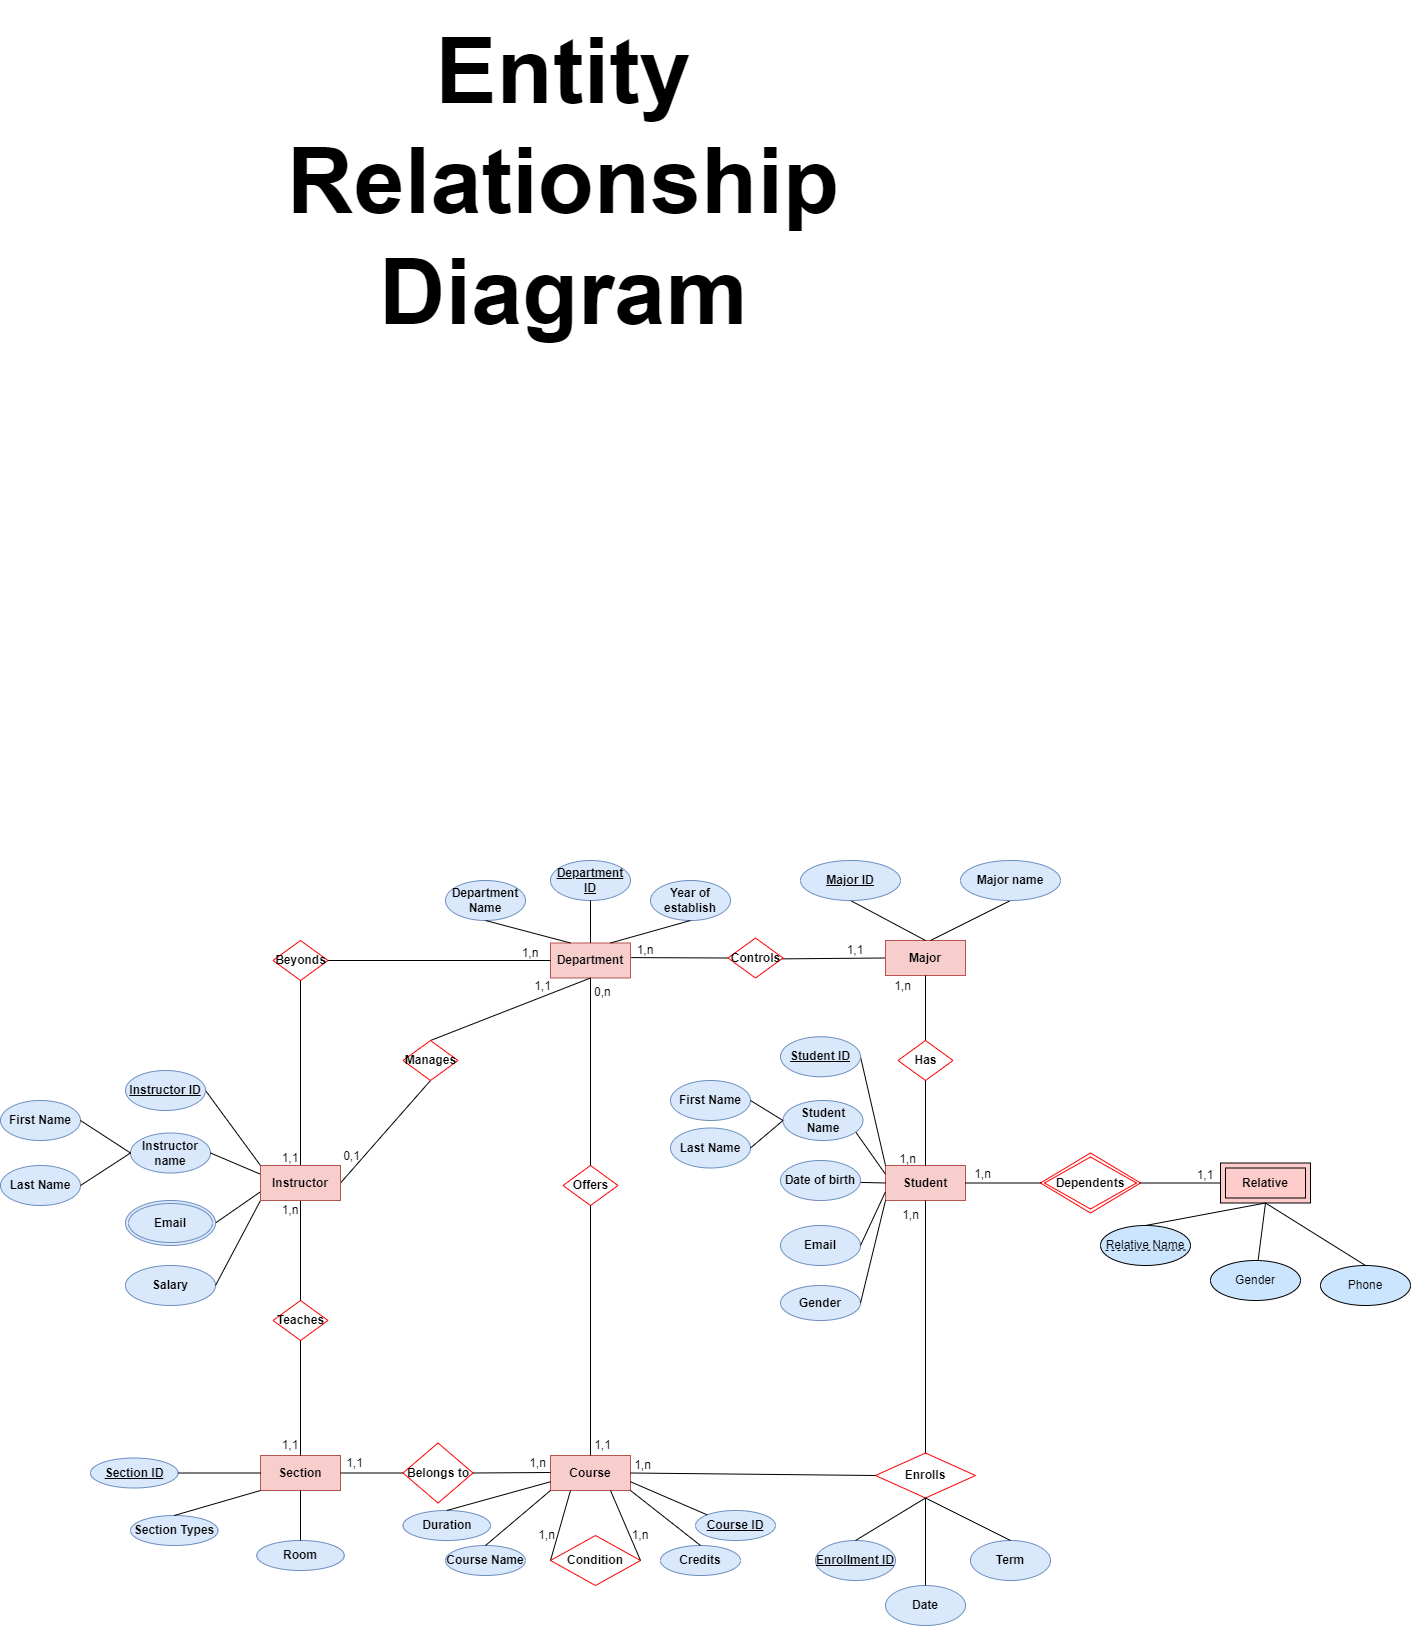 Entity
Relationship
Diagram
Department
ID
Department
Name
Year of
establish
Major ID
Major name
Beyonds
1,n
Department
1,n
Controls
1,1
Major
1,1
0,n
1,n
Manages
Has
Student ID
Instructor ID
First Name
Instructor
name
Last Name
First Name
Student
Name
Last Name
1,1
0,1
1,n
Instructor
Offers
Date of birth
Student
1,n
Dependents
1,1
Relative
1,n
1,n
Email
Salary
Email
Gender
Relative Name
Gender
Phone
Teaches
1,1
1,1
Section ID
Section
1,1
Belongs to
1,n
Course
1,n
Enrolls
Section Types
Room
Duration
Course Name
1,n
Condition
1,n
Course ID
Credits
Enrollment ID
Term
Date